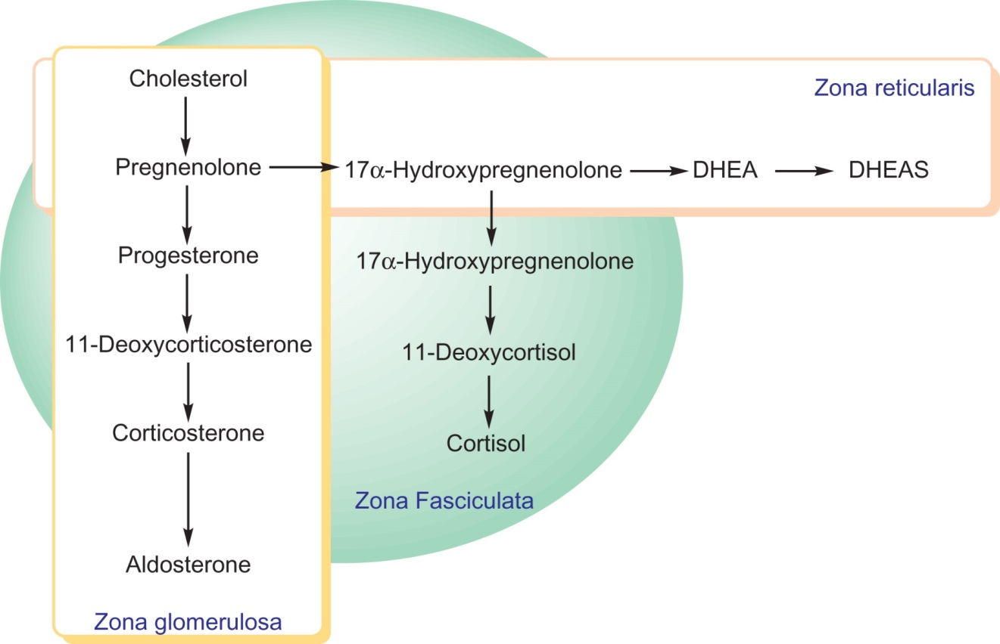 Cholesterol
Zona reticularis
Pregnenolone
17α-Hydroxypregnenolone
DHEA
DHEAS
Progesterone
17α-Hydroxypregnenolone
11-Deoxycorticosterone
11-Deoxycortisol
Corticosterone
Cortisol
Zona Fasciculata
Aldosterone
Zona glomerulosa